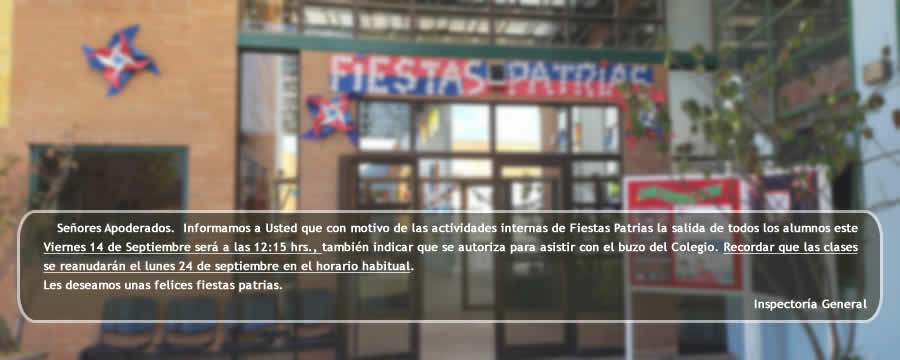 FIESTAS PATRIAS
Señores Apoderados. Informamos a Usted que con motivo de las actividades internas de Fiestas Patrias la salida de todos los alumnos este
Viernes 14 de Septiembre será a las 12:15 hrs., también indicar que se autoriza para asistir con el buzo del Colegio. Recordar que las clases
se reanudarán el lunes 24 de septiembre en el horario habitual.
Les deseamos unas felices fiestas patrias.
Inspectoría General